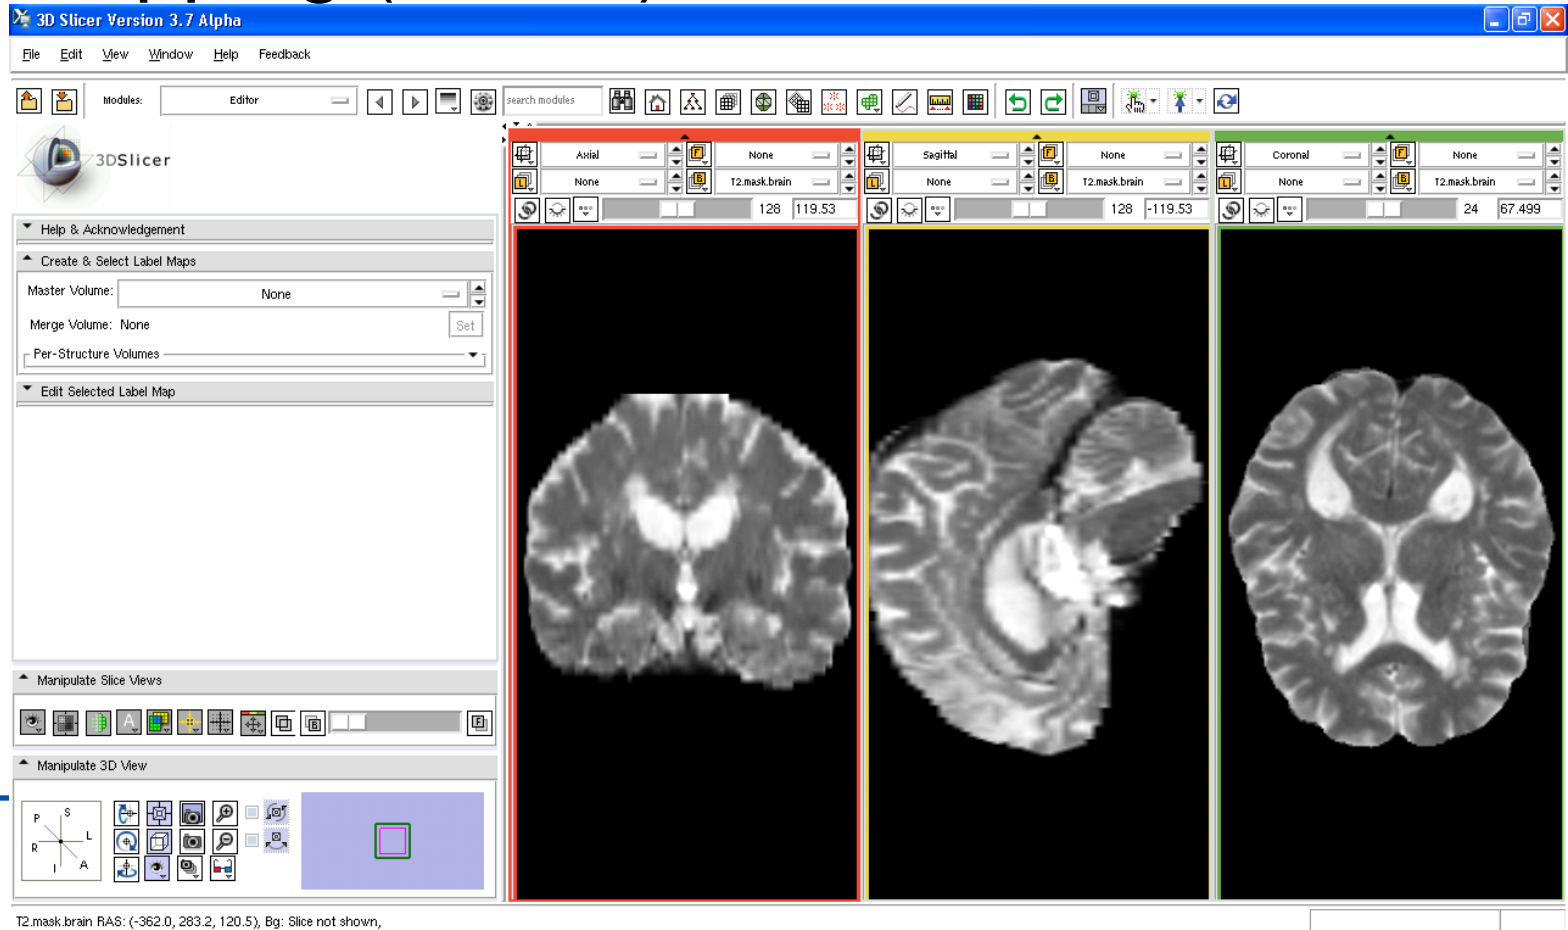 3D Slicer Version 3.7 Alpha
File Edit View Window Help Feedback
Modules: Editor search modules
3DSlicer
Help & Acknowledgement
Create & Select Label Maps
Master Volume: None
Merge Volume: None Set
Per-Structure Volumes
Edit Selected Label Map
Manipulate Slice Views
A B F
Manipulate 3D View
P S
R L
I A
Axial F None
L None B T2.mask.brain
128 119.53
Sagittal F None
L None B T2.mask.brain
128 -119.53
Coronal F None
L None B T2.mask.brain
24 67.499
T2.mask.brain RAS: (-362.0, 283.2, 120.5), Bg: Slice not shown,